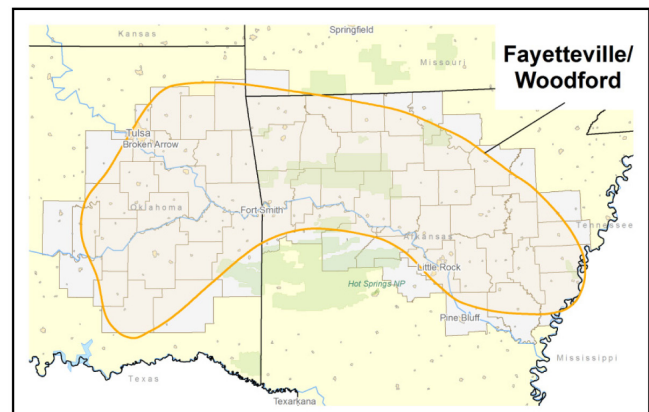 Kansas
Springfield
Missouri
Fayetteville/
Woodford
Tulsa
Broken Arrow
Oklahoma
Fort Smith
Tennessee
Arkansas
Little Rock
Hot Springs NP
Pine Bluff
Mississippi
Texas
Texarkana